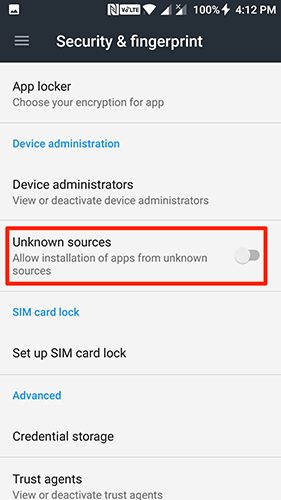 N VoLTE 100% 4:12 PM
Security & fingerprint
App locker
Choose your encryption for app
Device administration
Device administrators
View or deactivate device administrators
Unknown sources
Allow installation of apps from unknown
sources
SIM card lock
Set up SIM card lock
Advanced
Credential storage
Trust agents
View or deactivate trust agents